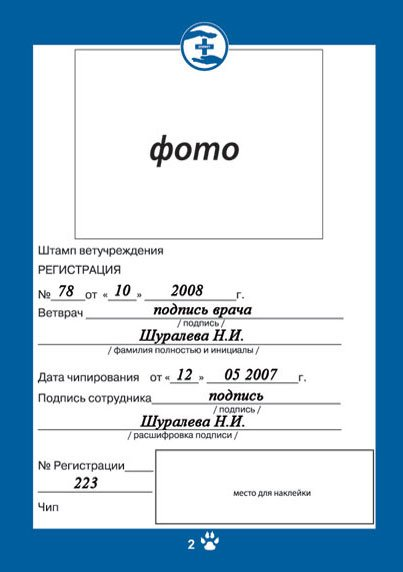 фото
Штамп ветучреждения
РЕГИСТРАЦИЯ
№ 78 от « 10 » 2008 г.
Ветврач подпись врача
/ подпись /
Шуралева Н.И.
/ фамилия полностью и инициалы /
Дата чипирования от « 12 » 05 2007 г.
Подпись сотрудника подпись
/ подпись /
Шуралева Н.И.
/ расшифровка подписи /
№ Регистрации
223
место для наклейки
Чип
2